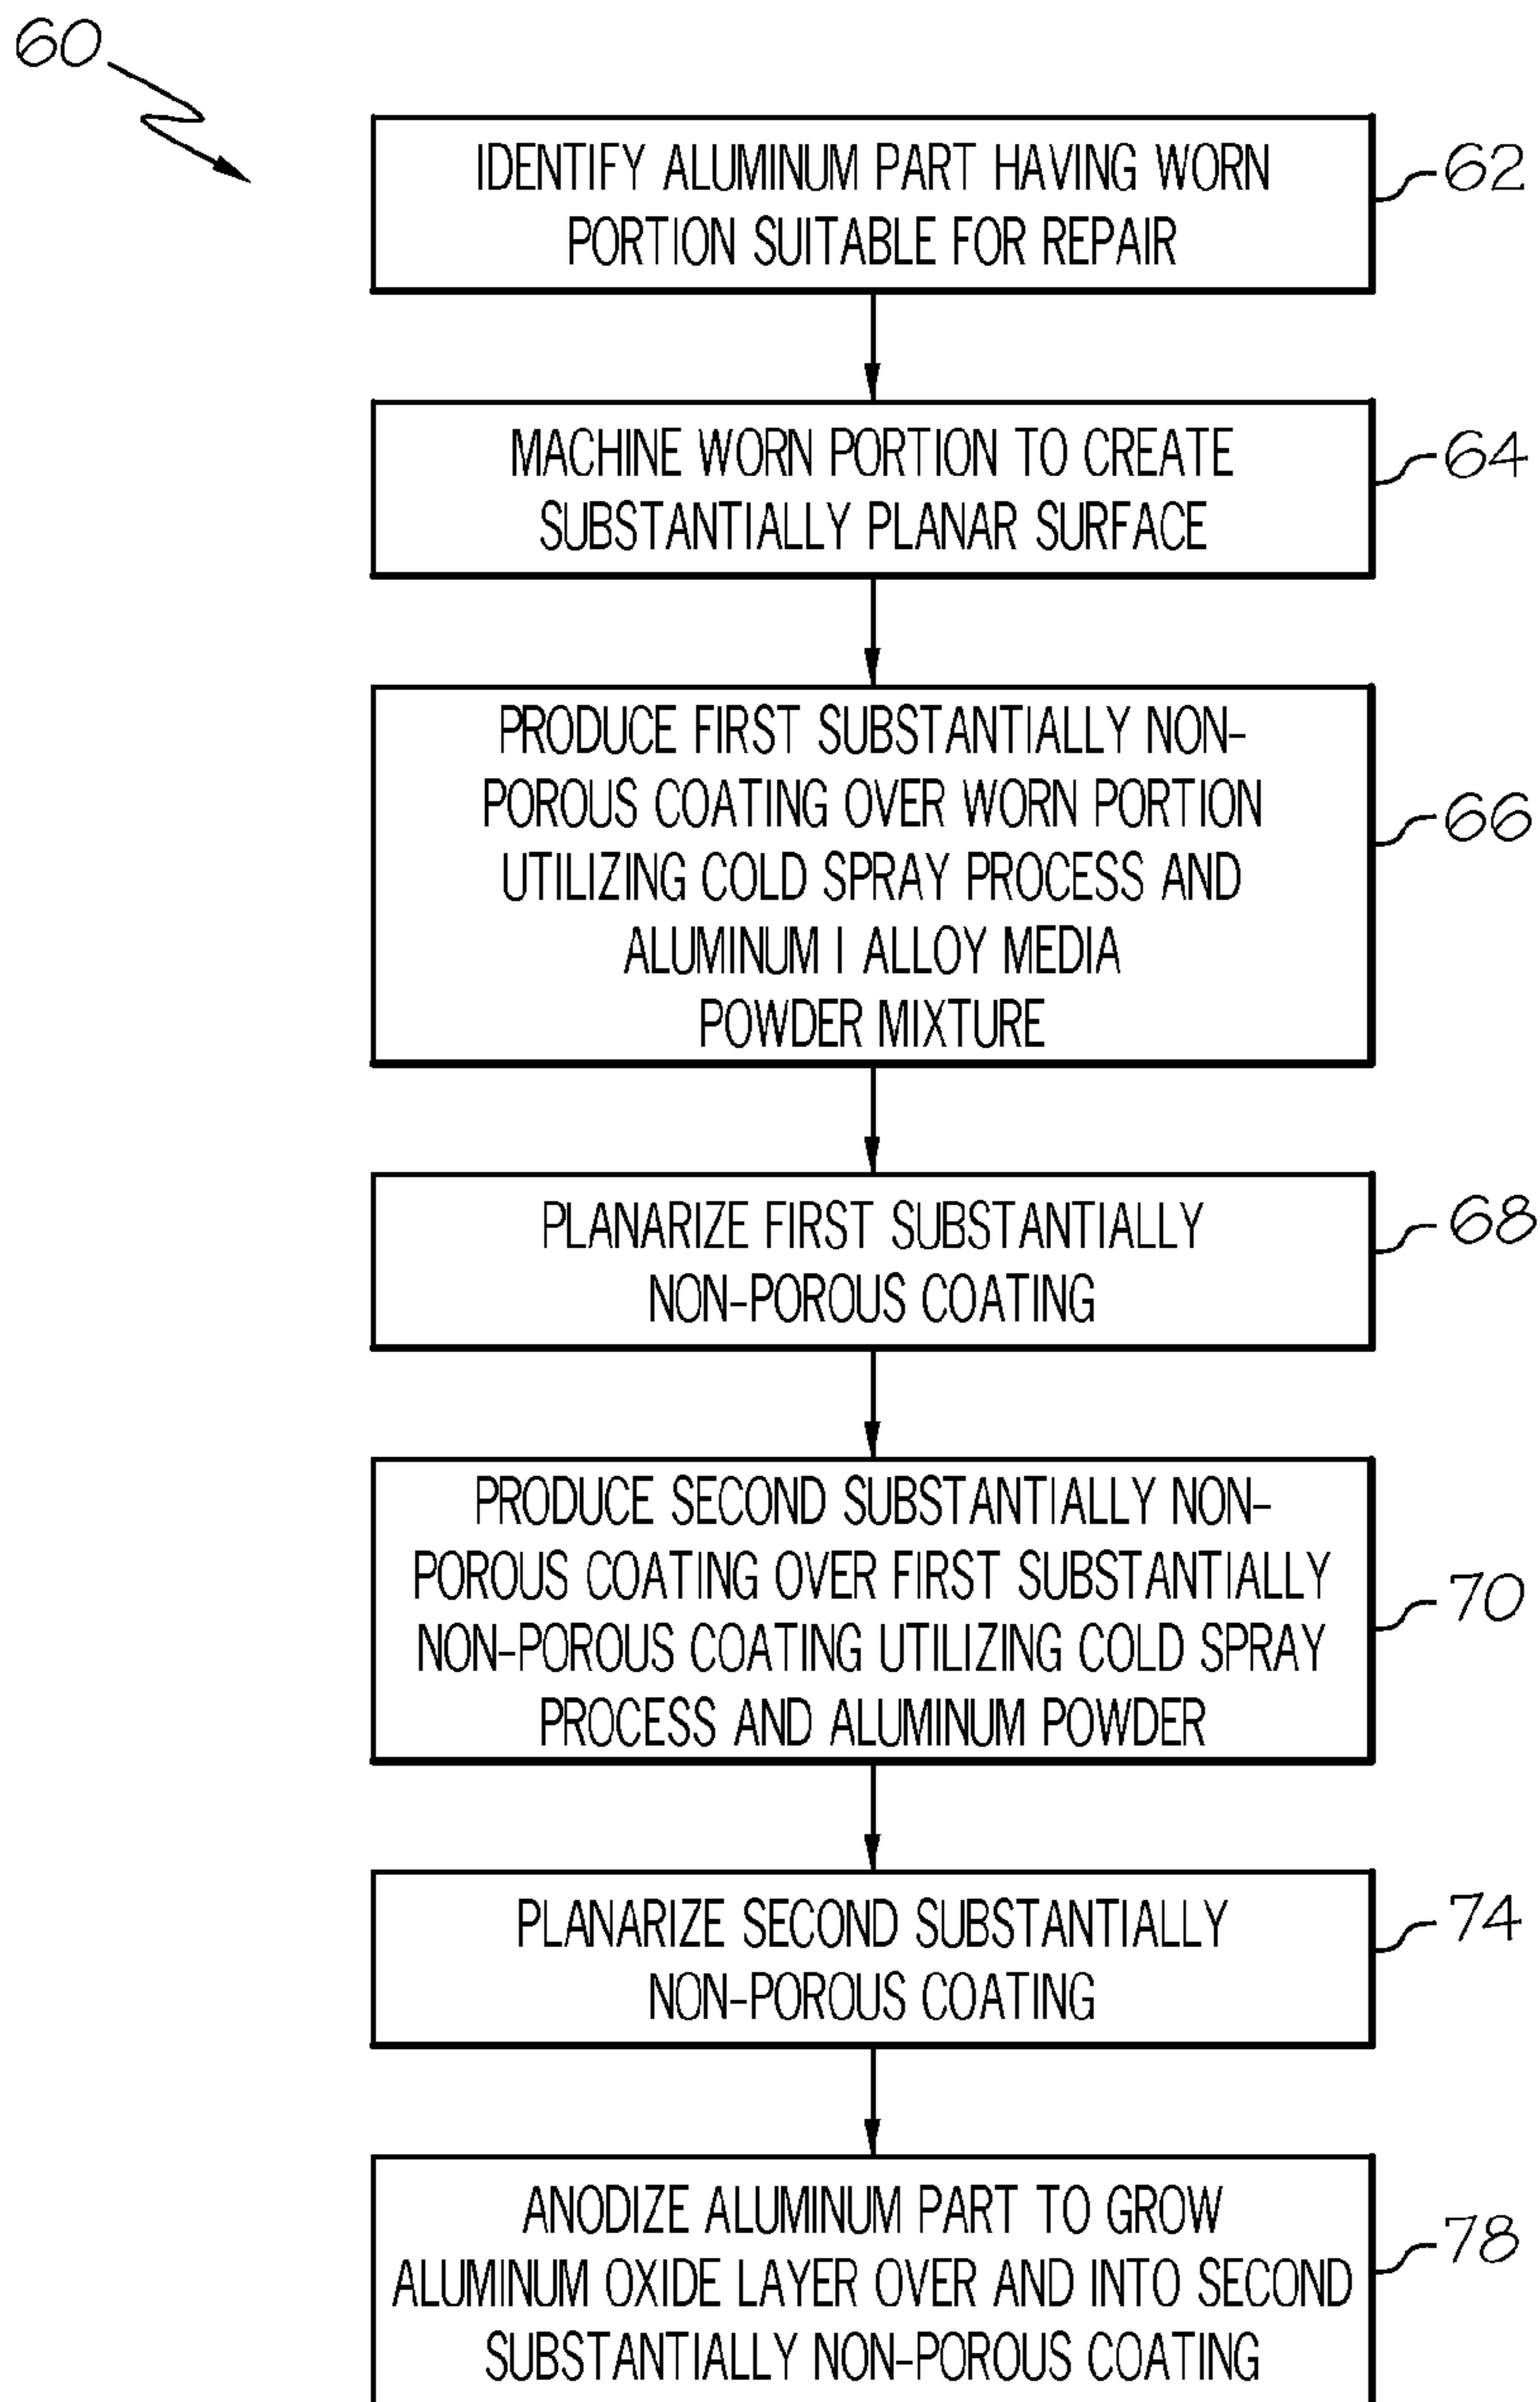 60
IDENTIFY ALUMINUM PART HAVING WORN
PORTION SUITABLE FOR REPAIR
62
MACHINE WORN PORTION TO CREATE
SUBSTANTIALLY PLANAR SURFACE
64
PRODUCE FIRST SUBSTANTIALLY NON-
POROUS COATING OVER WORN PORTION
UTILIZING COLD SPRAY PROCESS AND
ALUMINUM I ALLOY MEDIA
POWDER MIXTURE
66
PLANARIZE FIRST SUBSTANTIALLY
NON-POROUS COATING
68
PRODUCE SECOND SUBSTANTIALLY NON-
POROUS COATING OVER FIRST SUBSTANTIALLY
NON-POROUS COATING UTILIZING COLD SPRAY
PROCESS AND ALUMINUM POWDER
70
PLANARIZE SECOND SUBSTANTIALLY
NON-POROUS COATING
74
ANODIZE ALUMINUM PART TO GROW
ALUMINUM OXIDE LAYER OVER AND INTO SECOND
SUBSTANTIALLY NON-POROUS COATING
78